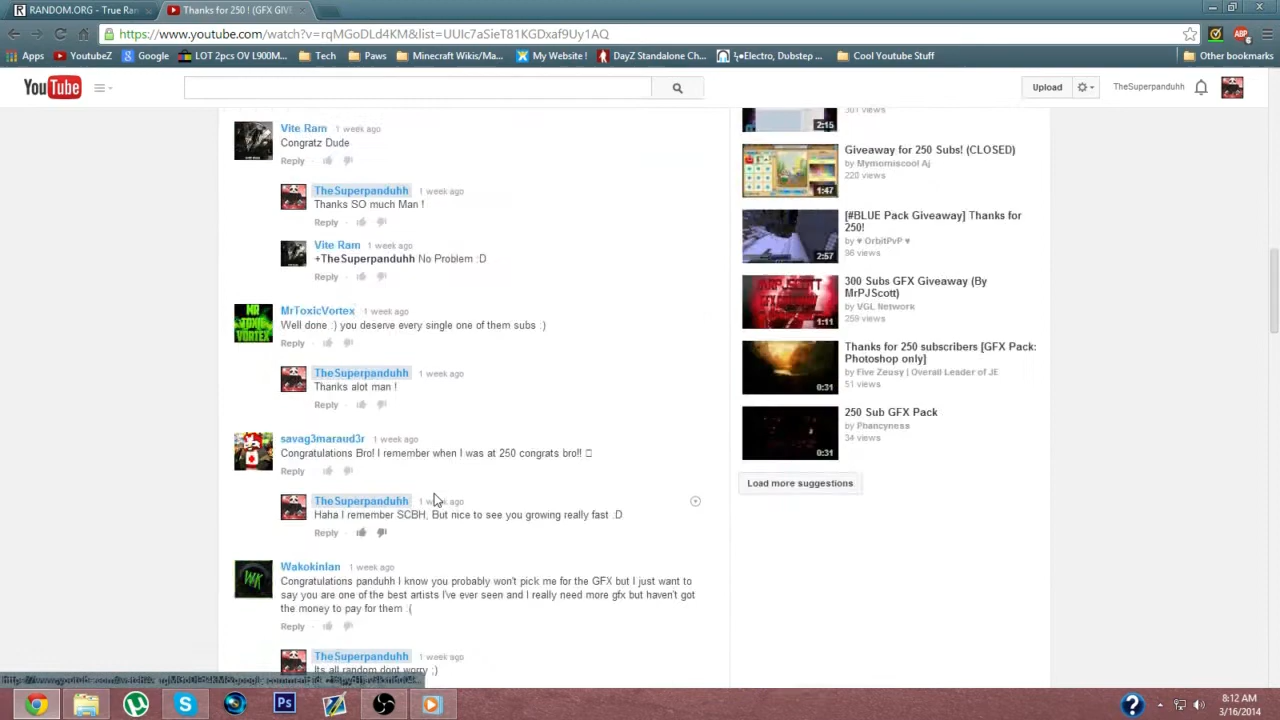 RANDOM.ORG - True Ran
Thanks for 250 ! (GFX GIVE
https://www.youtube.com/watch?v=rqMGoDLd4KM&list=UUlc7aSieT81KGDxaf9Uy1AQ
Apps
YoutubeZ
Google
LOT 2PCS OV L900M...
Tech
Paws
Minecraft Wikis/Ma...
My Website !
DayZ Standalone Ch...
Electro, Dubstep ...
Cool Youtube Stuff
Other bookmarks
YouTube
Upload
TheSuperpanduhh
Vite Ram 1 week ago
Congratz Dude
Reply
TheSuperpanduhh 1 week ago
Thanks SO much Man !
Reply
Vite Ram 1 week ago
+TheSuperpanduhh No Problem :D
Reply
MrToxicVortex 1 week ago
Well done :) you deserve every single one of them subs :)
Reply
TheSuperpanduhh 1 week ago
Thanks alot man !
Reply
savag3maraud3r 1 week ago
Congratulations Bro! I remember when I was at 250 congrats bro!!
Reply
TheSuperpanduhh 1 week ago
Haha I remember SCBH, But nice to see you growing really fast :D
Reply
Wakokinlan 1 week ago
Congratulations panduhh I know you probably won't pick me for the GFX but I just want to
say you are one of the best artists I've ever seen and I really need more gfx but haven't got
the money to pay for them :(
Reply
TheSuperpanduhh 1 week ago
Its all random dont worry ;)
301 views
2:15
Giveaway for 250 Subs! (CLOSED)
by Mymomiscool Aj
220 views
1:47
[#BLUE Pack Giveaway] Thanks for
250!
by ♥ OrbitPvP ♥
96 views
2:57
300 Subs GFX Giveaway (By
MrPJScott)
by VGL Network
259 views
1:11
Thanks for 250 subscribers [GFX Pack:
Photoshop only]
by Five Zeusy | Overall Leader of JE
51 views
0:31
250 Sub GFX Pack
by Phancyness
34 views
0:31
Load more suggestions
8:12 AM
3/16/2014